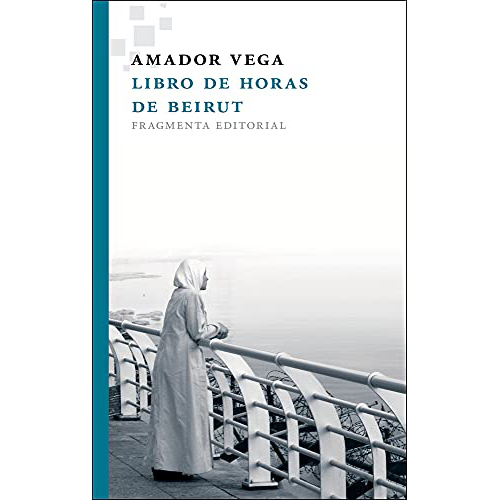 AMADOR VEGA
LIBRO DE HORAS
DE BEIRUT
FRAGMENTA EDITORIAL